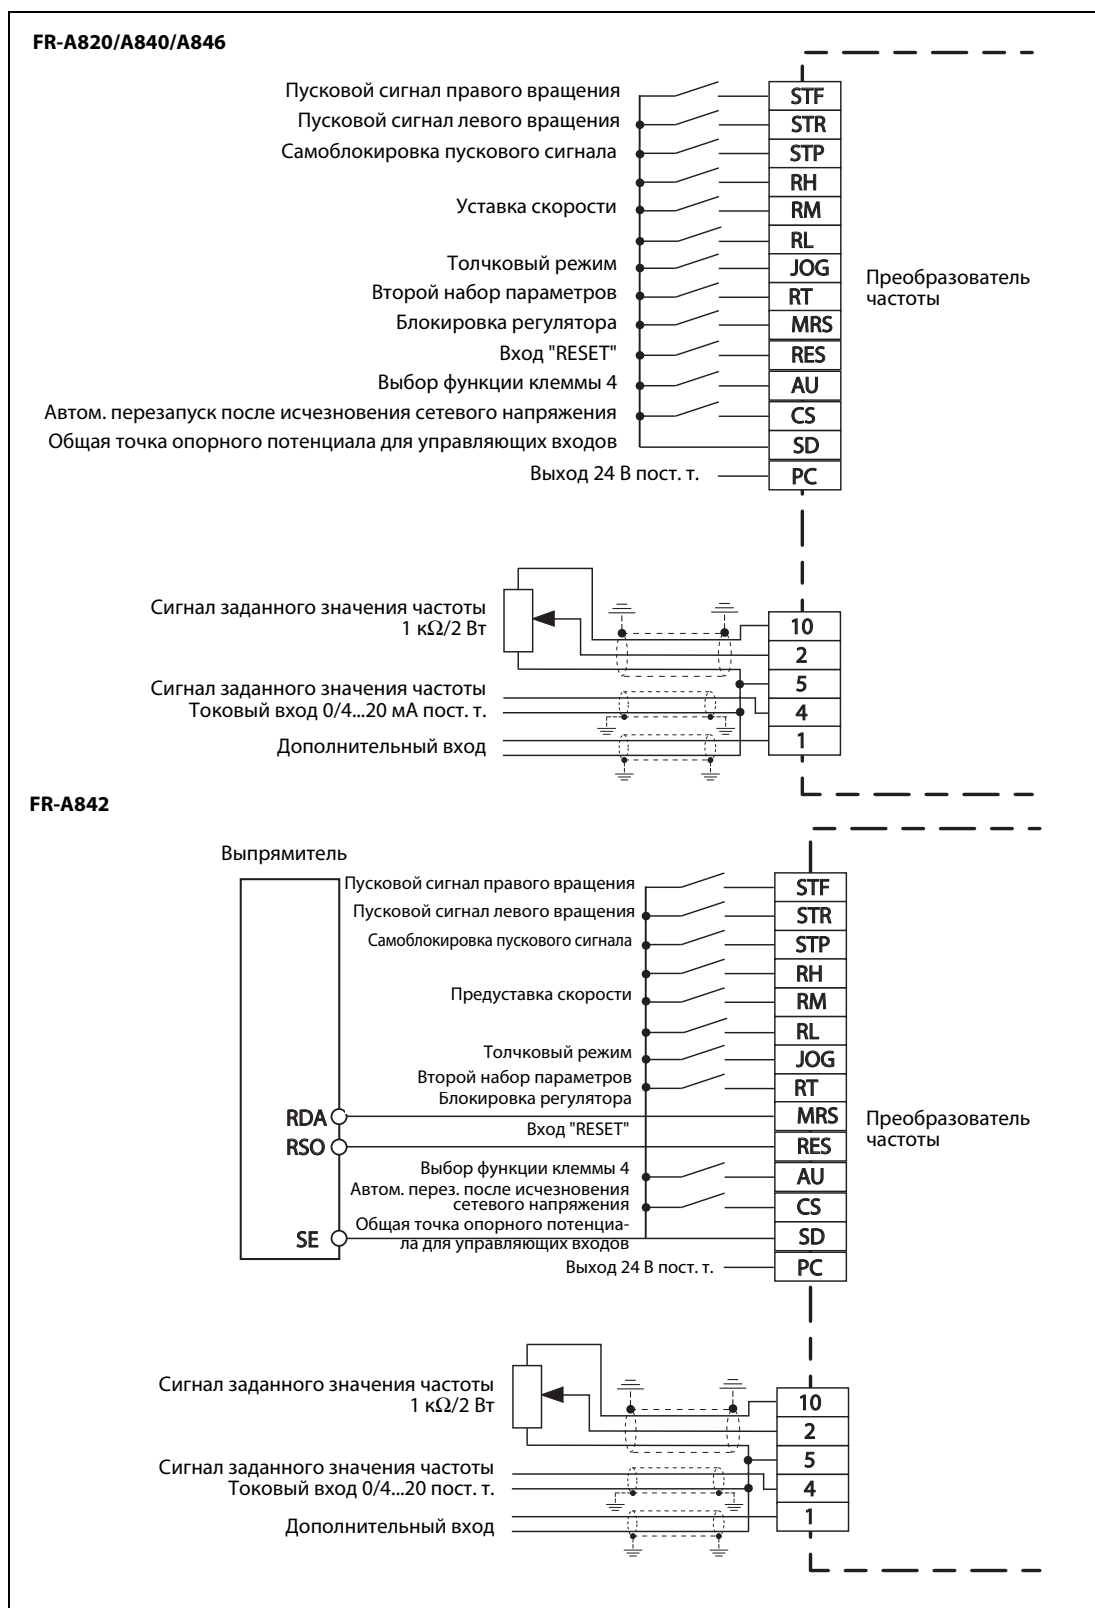 FR-A820/A840/A846
Пусковой сигнал правого вращения
STF
Пусковой сигнал левого вращения
STR
Самоблокировка пускового сигнала
STP
RH
Уставка скорости
RM
RL
Толчковый режим
JOG
Преобразователь
частоты
Второй набор параметров
RT
Блокировка регулятора
MRS
Вход "RESET"
RES
Выбор функции клеммы 4
AU
Автом. перезапуск после исчезновения сетевого напряжения
CS
Общая точка опорного потенциала для управляющих входов
SD
Выход 24 В пост. т.
PC
Сигнал заданного значения частоты
1 кΩ/2 Вт
10
2
5
Сигнал заданного значения частоты
Токовый вход 0/4...20 мА пост. т.
4
Дополнительный вход
1
FR-A842
Выпрямитель
Пусковой сигнал правого вращения
STF
Пусковой сигнал левого вращения
STR
Самоблокировка пускового сигнала
STP
RH
Предуставка скорости
RM
RL
Толчковый режим
JOG
Второй набор параметров
RT
Блокировка регулятора
RDA
MRS
Преобразователь
частоты
Вход "RESET"
RSO
RES
Выбор функции клеммы 4
AU
Автом. перез. после исчезновения
сетевого напряжения
CS
Общая точка опорного потенциа-
ла для управляющих входов
SE
SD
Выход 24 В пост. т.
PC
Сигнал заданного значения частоты
1 кΩ/2 Вт
10
2
5
Сигнал заданного значения частоты
Токовый вход 0/4...20 пост. т.
4
Дополнительный вход
1